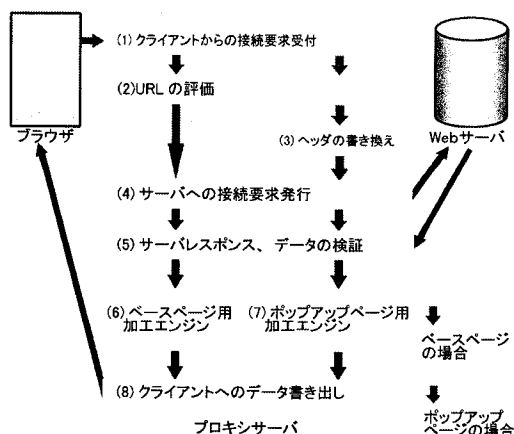 (1) クライアントからの接続要求受付
(2)URL の評価
ブラウザ
(3) ヘッダの書き換え
Webサーバ
(4) サーバへの接続要求発行
(5) サーバレスポンス、データの検証
(6) ベースページ用
加工エンジン
(7) ポップアップページ用
加工エンジン
ベースページ
の場合
(8) クライアントへのデータ書き出し
ポップアップ
ページの場合
プロキシサーバ